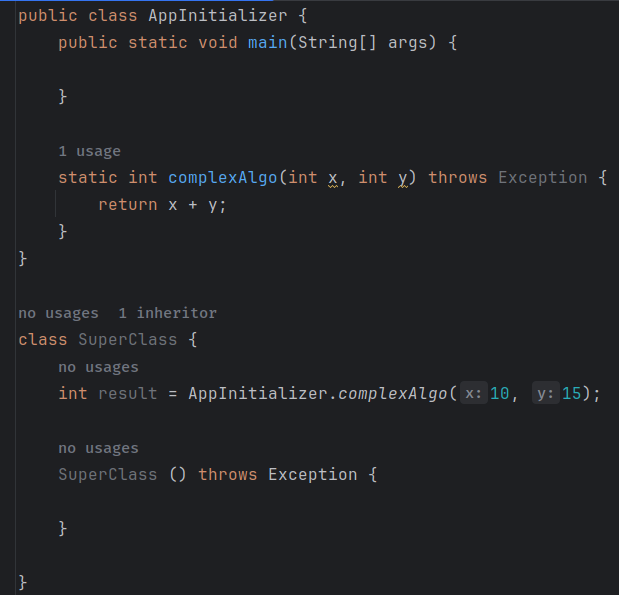 public class AppInitializer {
public static void main(String[] args) {
}
1 usage
static int complexAlgo(int x, int y) throws Exception {
return x + y;
}
}
no usages  1 inheritor
class SuperClass {
no usages
int result = AppInitializer.complexAlgo( x: 10, y: 15);
no usages
SuperClass () throws Exception {
}
}